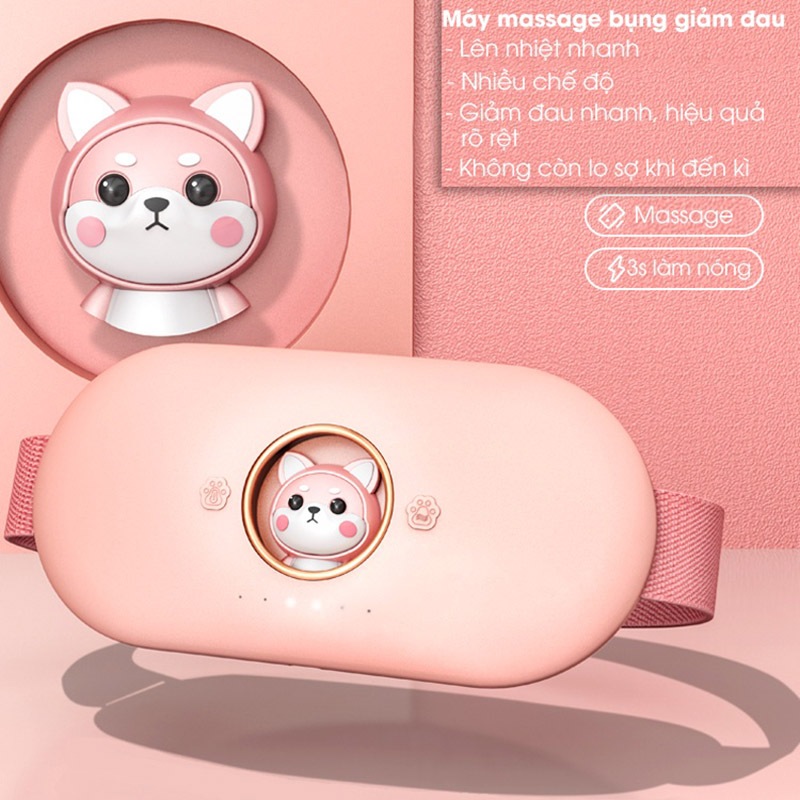 Máy massage bụng giảm đau
- Lên nhiệt nhanh
- Nhiều chế độ
- Giảm đau nhanh, hiệu quả
rõ rệt
- Không còn lo sợ khi đến kì
Massage
3s làm nóng